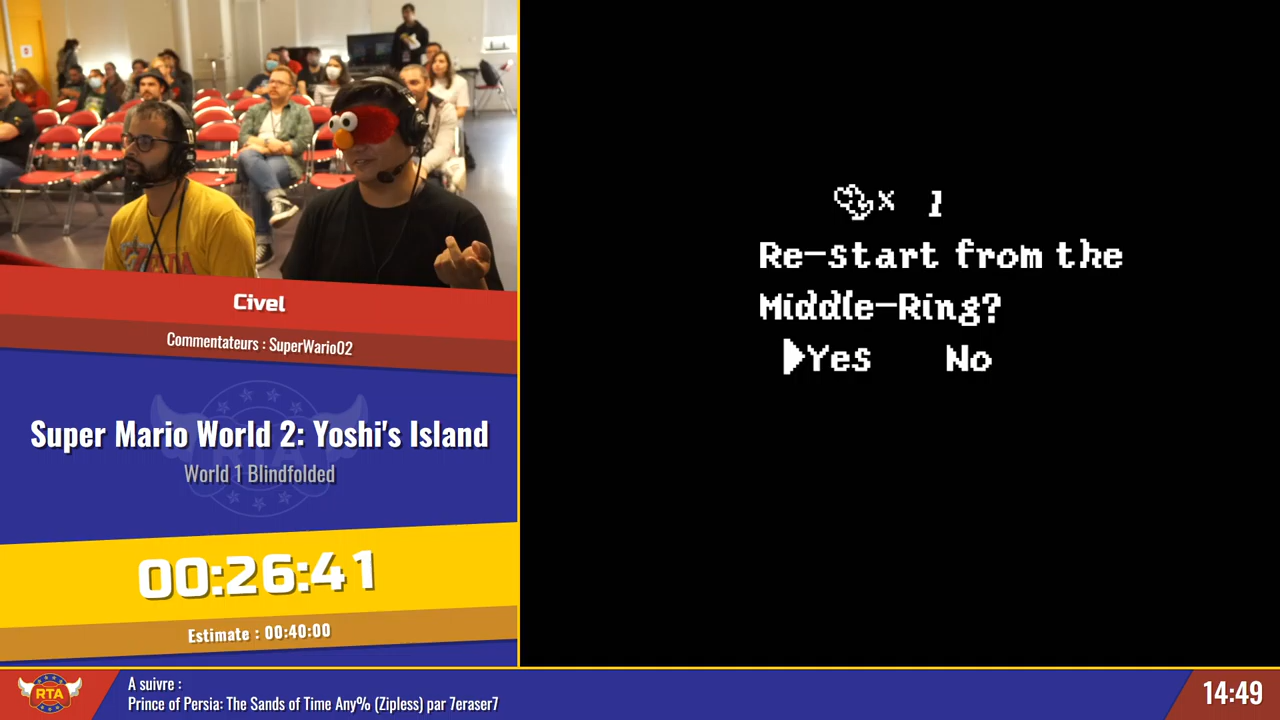 Civel
Commentateurs : SuperWario02
Super Mario World 2: Yoshi's Island
World 1 Blindfolded
00:26:41
Estimate : 00:40:00
× 1
Re-start from the
Middle-Ring?
Yes No
RTA
A suivre :
Prince of Persia: The Sands of Time Any% (Zipless) par 7eraser7
14:49